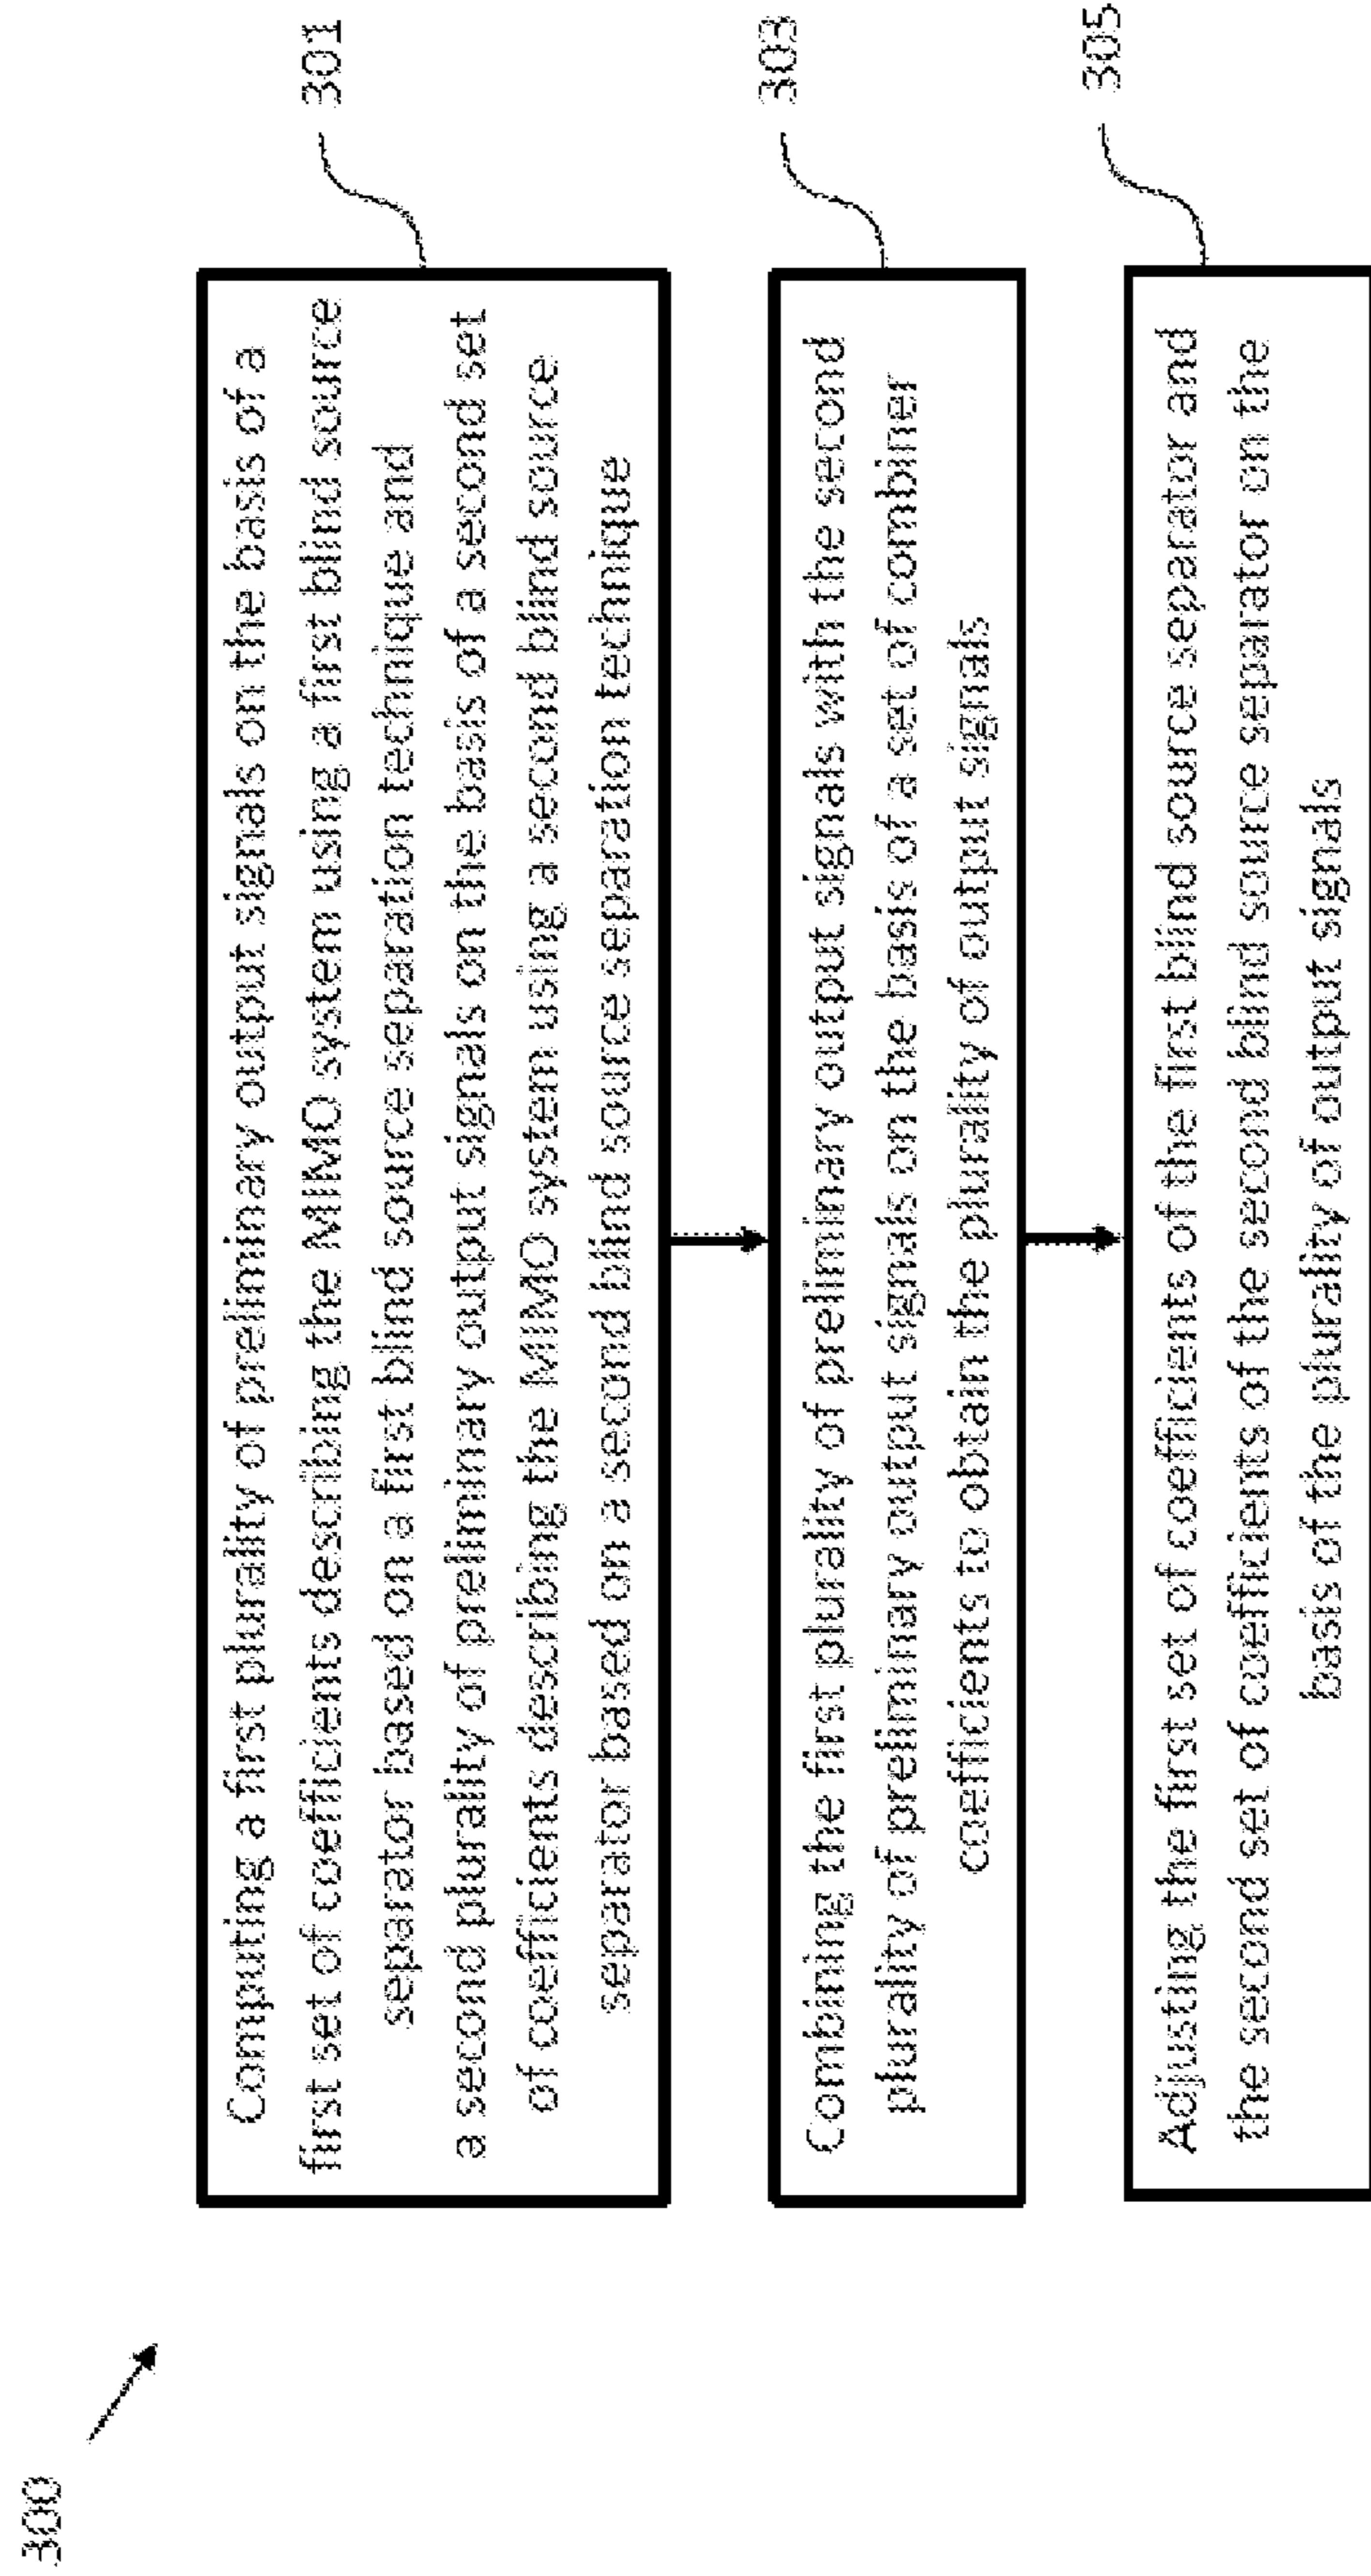 300
Computing a first plurality of preliminary output signals on the basis of a
first set of coefficients describing the MIMO system using a first blind source
separator based on a first blind source separation technique and
a second plurality of preliminary output signals on the basis of a second set
of coefficients describing the MIMO system using a second blind source
separator based on a second blind source separation technique
301
Combining the first plurality of preliminary output signals with the second
plurality of preliminary output signals on the basis of a set of combiner
coefficients to obtain the plurality of output signals
303
Adjusting the first set of coefficients of the first blind source separator and
the second set of coefficients of the second blind source separator on the
basis of the plurality of output signals
305